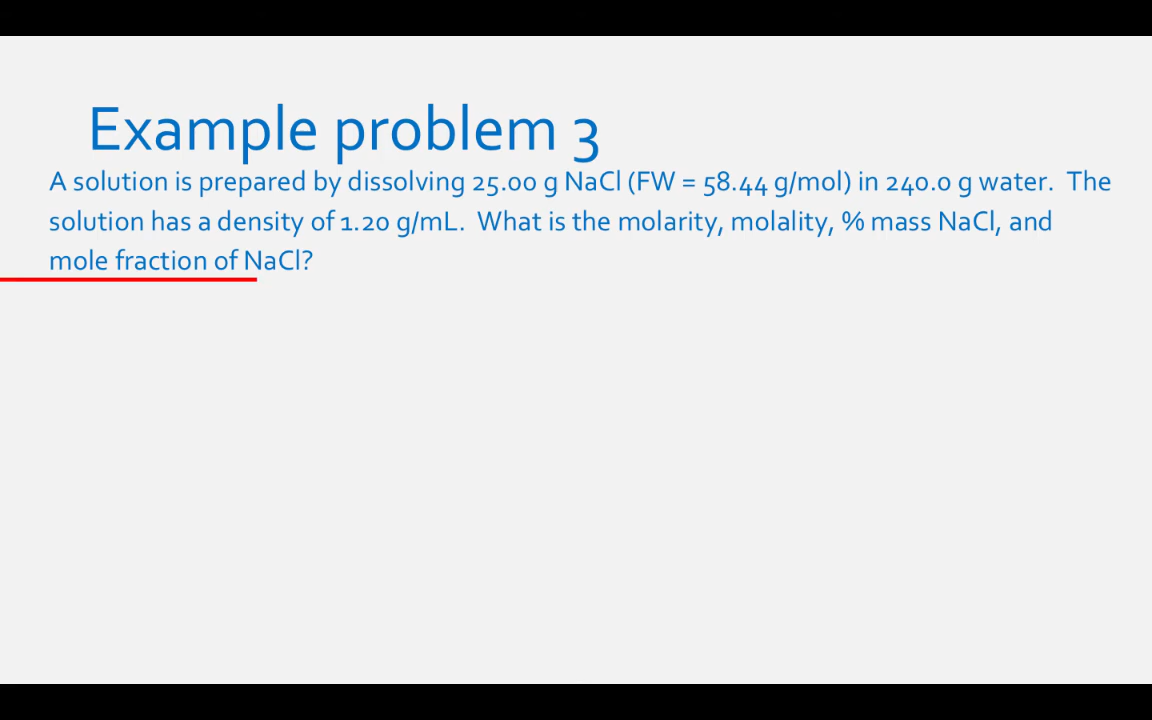 Example problem 3
A solution is prepared by dissolving 25.00 g NaCl (FW = 58.44 g/mol) in 240.0 g water.  The
solution has a density of 1.20 g/mL.  What is the molarity, molality, % mass NaCl, and
mole fraction of NaCl?